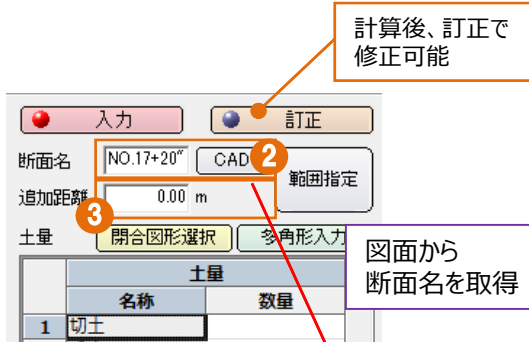 計算後、訂正で
修正可能
入力
訂正
断面名 NO.17+20" CAD 2
範囲指定
追加距離 0.00 m
3
土量 閉合図形選択 多角形入力
図面から
断面名を取得
土量
名称 数量
1 切土